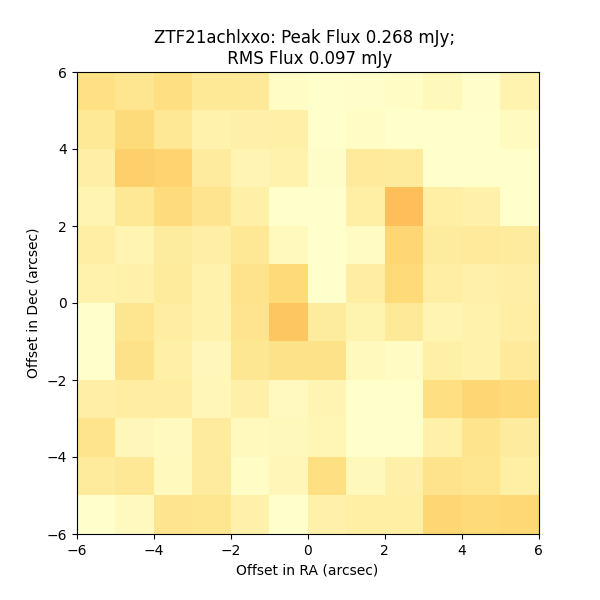 ZTF21achlxxo: Peak Flux 0.268 mJy;
RMS Flux 0.097 mJy
6
4
2
0
−2
−4
−6
Offset in Dec (arcsec)
−6 −4 −2 0 2 4 6
Offset in RA (arcsec)